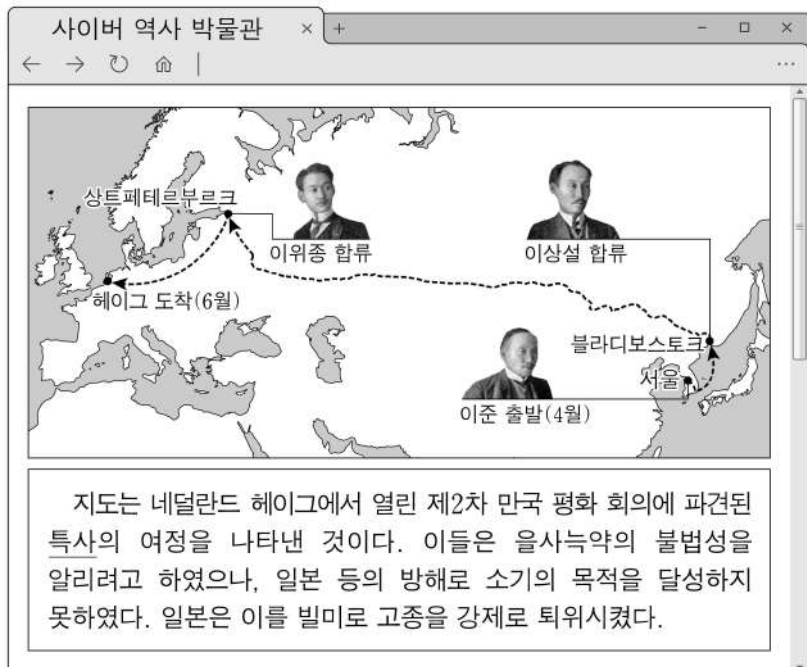 사이버 역사 박물관
상트페테르부르크
이위종 합류
이상설 합류
헤이그 도착(6월)
블라디보스토크
서울
이준 출발(4월)
지도는 네덜란드 헤이그에서 열린 제2차 만국 평화 회의에 파견된
특사의 여정을 나타낸 것이다. 이들은 을사늑약의 불법성을
알리려고 하였으나, 일본 등의 방해로 소기의 목적을 달성하지
못하였다. 일본은 이를 빌미로 고종을 강제로 퇴위시켰다.